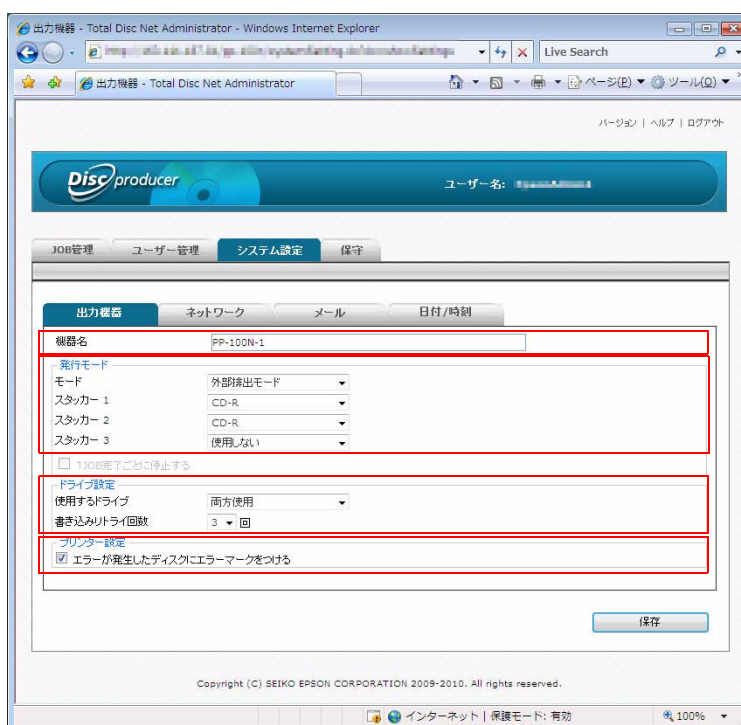 出力機器 - Total Disc Net Administrator - Windows Internet Explorer
Live Search
出力機器 - Total Disc Net Administrator
ページ(P) ツール(O)
バージョン | ヘルプ | ログアウト
Disc producer
ユーザー名:
JOB管理 ユーザー管理 システム設定 保守
出力機器 ネットワーク メール 日付/時刻
機器名 PP-100N-1
発行モード
モード 外部排出モード
スタッカー 1 CD-R
スタッカー 2 CD-R
スタッカー 3 使用しない
1JOB完了ごとに停止する
ドライブ設定
使用するドライブ 両方使用
書き込みリトライ回数 3 回
プリンター設定
エラーが発生したディスクにエラーマークをつける
保存
Copyright (C) SEIKO EPSON CORPORATION 2009-2010. All rights reserved.
インターネット | 保護モード: 有効 100%